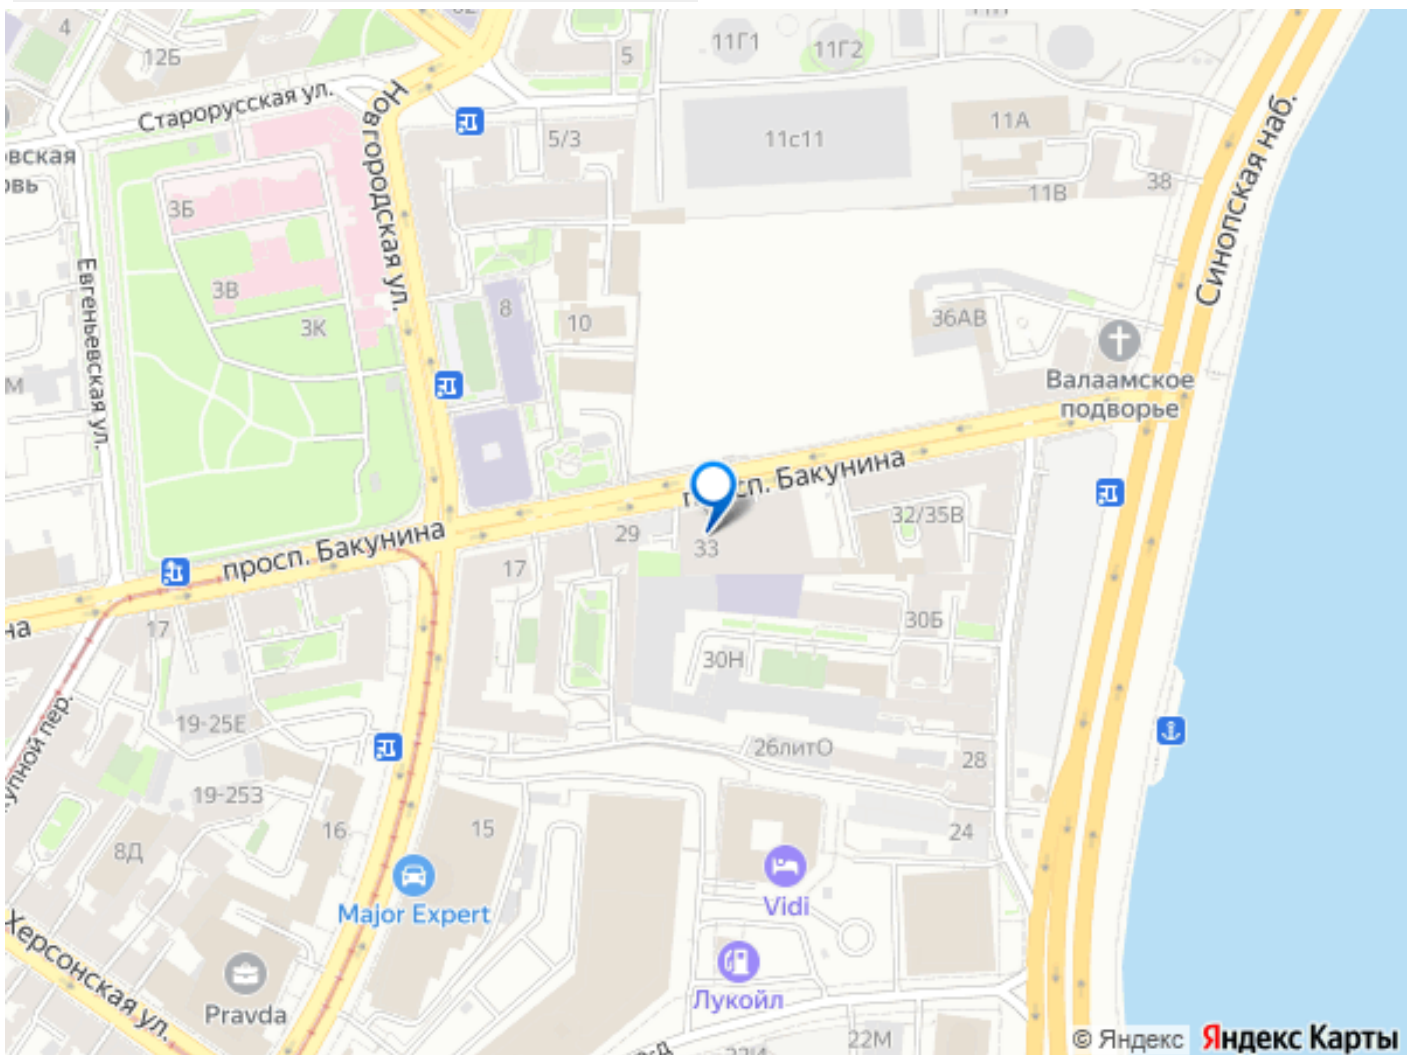 4
12Б
5
11Г1
11Г2
Старорусская ул.
Новгородская ул.
5/3
11с11
11А
11В
38
Синопская наб.
3Б
3В
3К
Евгеньевская ул.
8
10
36АВ
Валаамское
подворье
просп. Бакунина
просп. Бакунина
29
33
32/35В
17
17
30Б
30Н
19-25Е
26литО
28
19-253
16
15
24
8Д
Major Expert
Vidi
Херсонская ул.
Pravda
Лукойл
22М
© Яндекс
Яндекс Карты